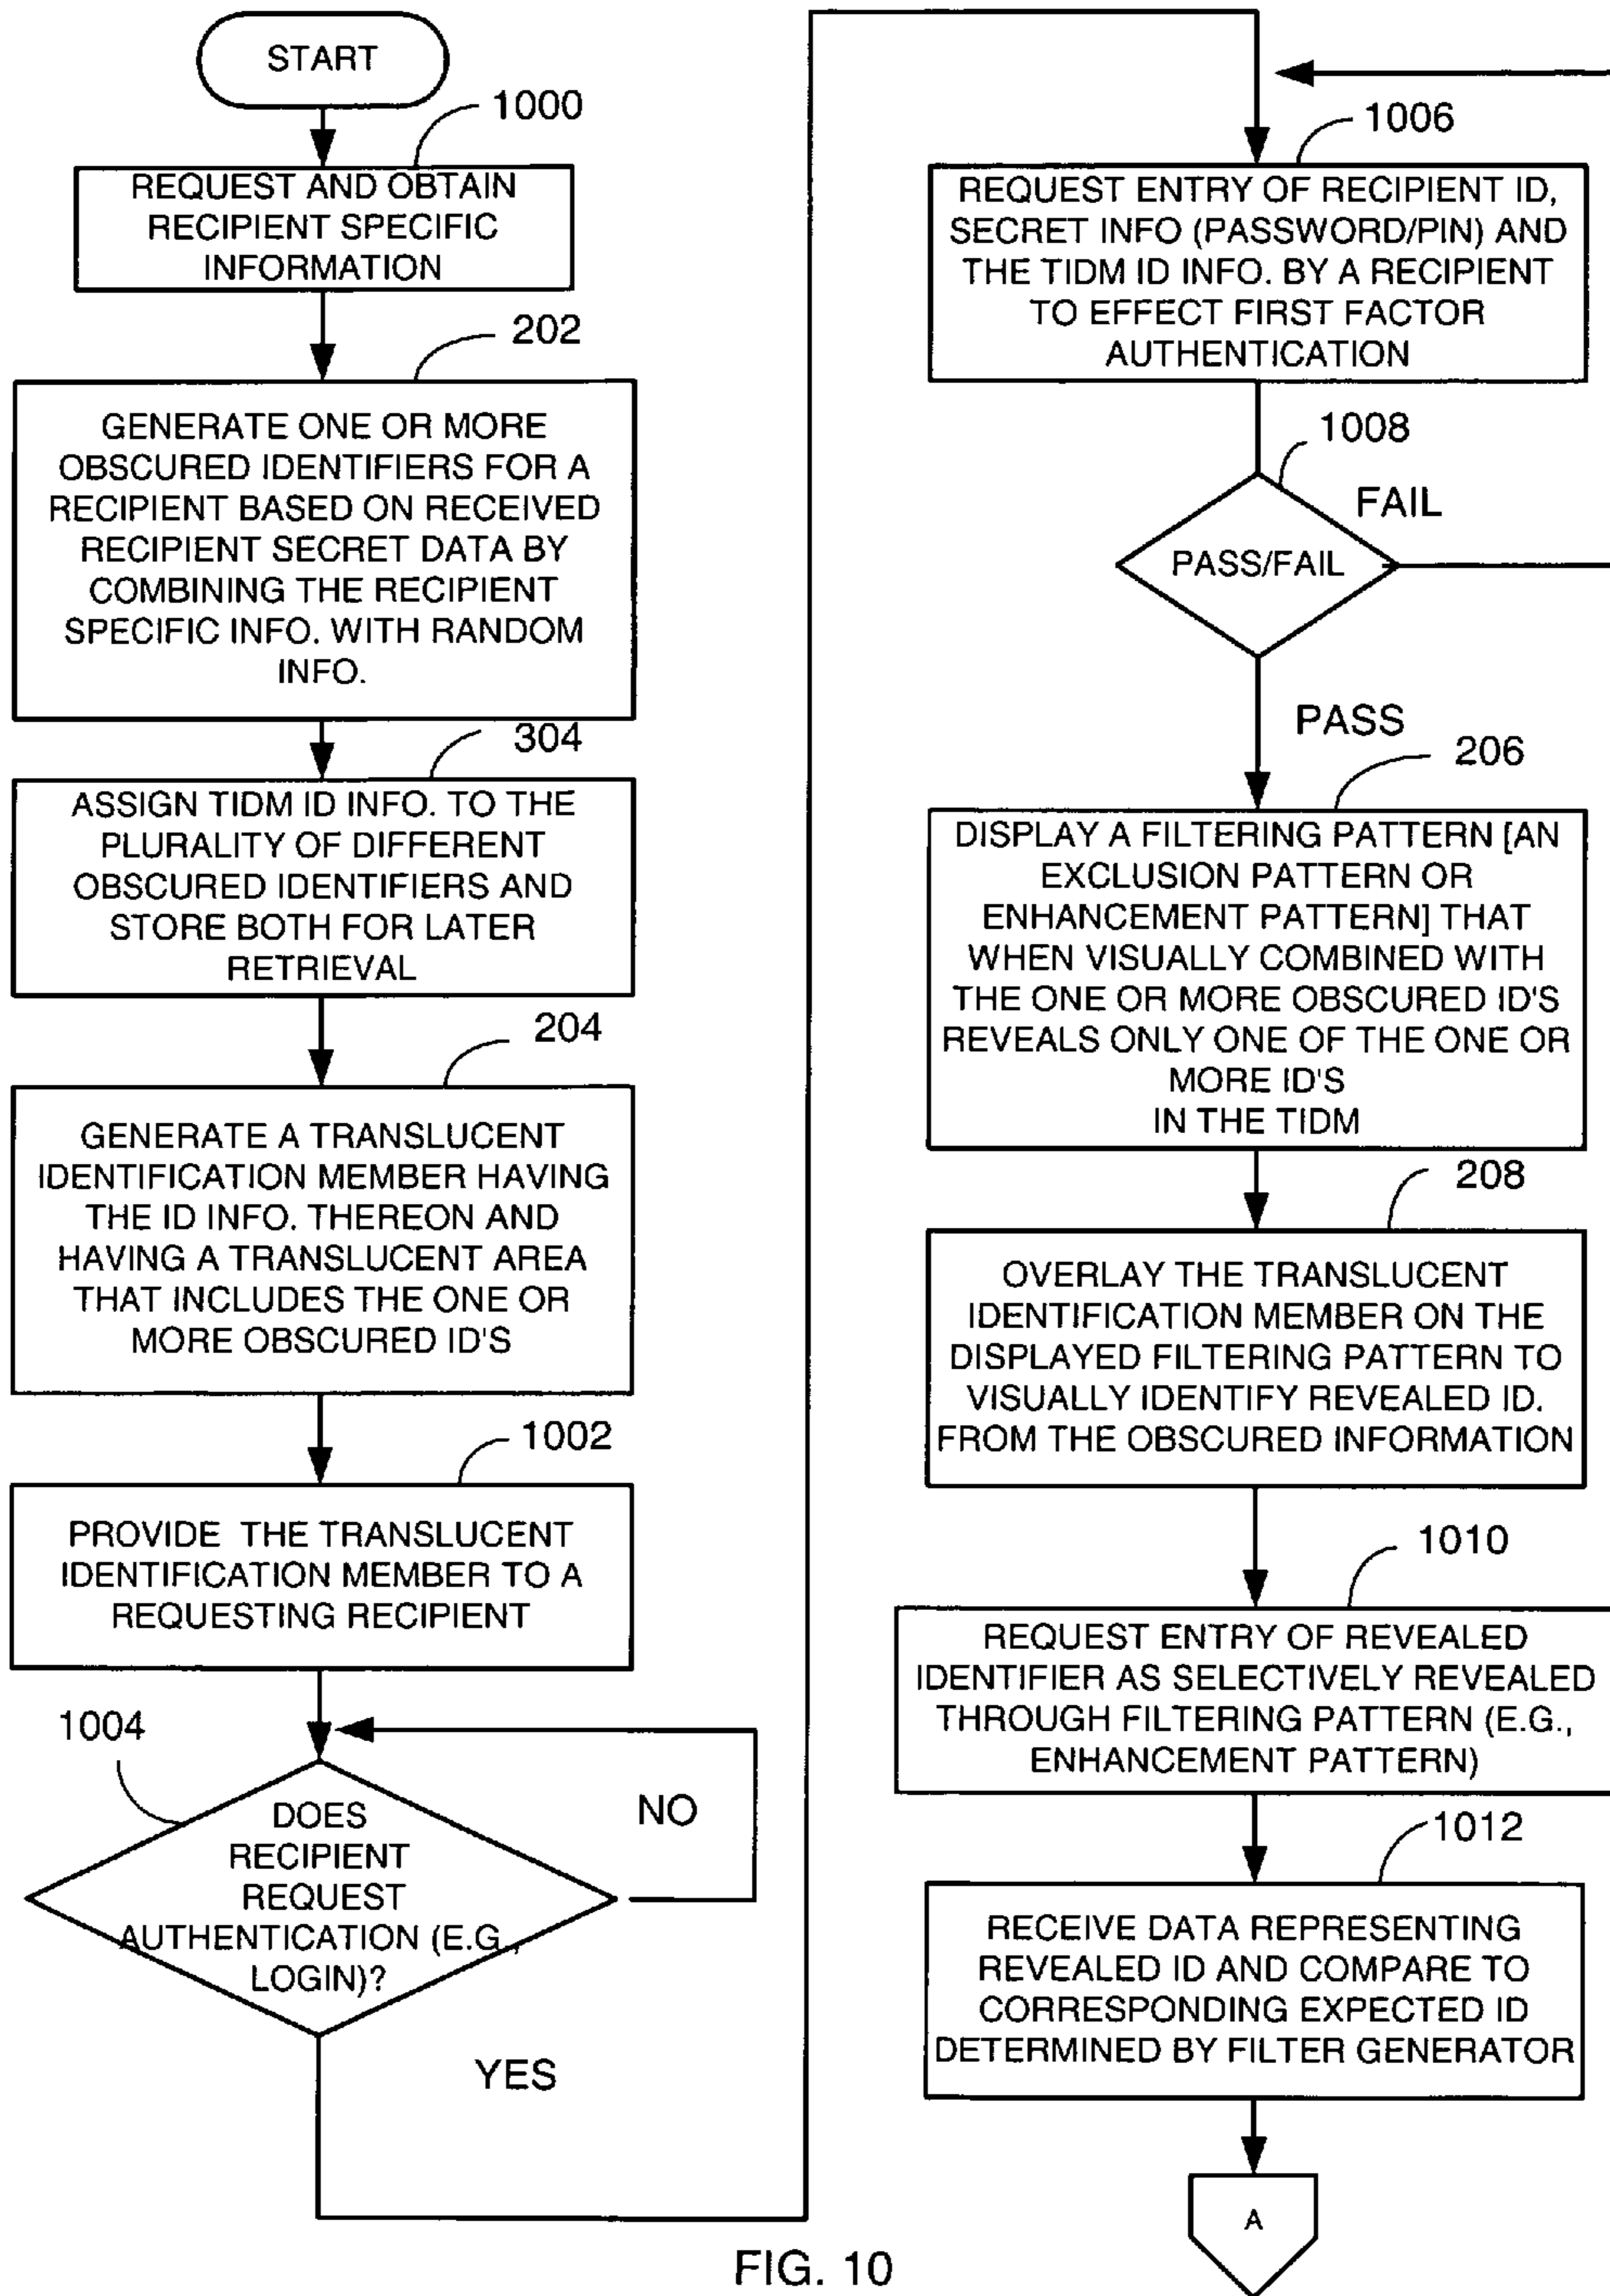 START
1000
REQUEST AND OBTAIN
RECIPIENT SPECIFIC
INFORMATION
202
GENERATE ONE OR MORE
OBSCURED IDENTIFIERS FOR A
RECIPIENT BASED ON RECEIVED
RECIPIENT SECRET DATA BY
COMBINING THE RECIPIENT
SPECIFIC INFO. WITH RANDOM
INFO.
304
ASSIGN TIDM ID INFO. TO THE
PLURALITY OF DIFFERENT
OBSCURED IDENTIFIERS AND
STORE BOTH FOR LATER
RETRIEVAL
204
GENERATE A TRANSLUCENT
IDENTIFICATION MEMBER HAVING
THE ID INFO. THEREON AND
HAVING A TRANSLUCENT AREA
THAT INCLUDES THE ONE OR
MORE OBSCURED ID'S
1002
PROVIDE THE TRANSLUCENT
IDENTIFICATION MEMBER TO A
REQUESTING RECIPIENT
1004
DOES
RECIPIENT
REQUEST
AUTHENTICATION (E.G.,
LOGIN)?
NO
YES
1006
REQUEST ENTRY OF RECIPIENT ID,
SECRET INFO (PASSWORD/PIN) AND
THE TIDM ID INFO. BY A RECIPIENT
TO EFFECT FIRST FACTOR
AUTHENTICATION
1008
PASS/FAIL
FAIL
PASS
206
DISPLAY A FILTERING PATTERN [AN
EXCLUSION PATTERN OR
ENHANCEMENT PATTERN] THAT
WHEN VISUALLY COMBINED WITH
THE ONE OR MORE OBSCURED ID'S
REVEALS ONLY ONE OF THE ONE OR
MORE ID'S
IN THE TIDM
208
OVERLAY THE TRANSLUCENT
IDENTIFICATION MEMBER ON THE
DISPLAYED FILTERING PATTERN TO
VISUALLY IDENTIFY REVEALED ID.
FROM THE OBSCURED INFORMATION
1010
REQUEST ENTRY OF REVEALED
IDENTIFIER AS SELECTIVELY REVEALED
THROUGH FILTERING PATTERN (E.G.,
ENHANCEMENT PATTERN)
1012
RECEIVE DATA REPRESENTING
REVEALED ID AND COMPARE TO
CORRESPONDING EXPECTED ID
DETERMINED BY FILTER GENERATOR
A
FIG. 10